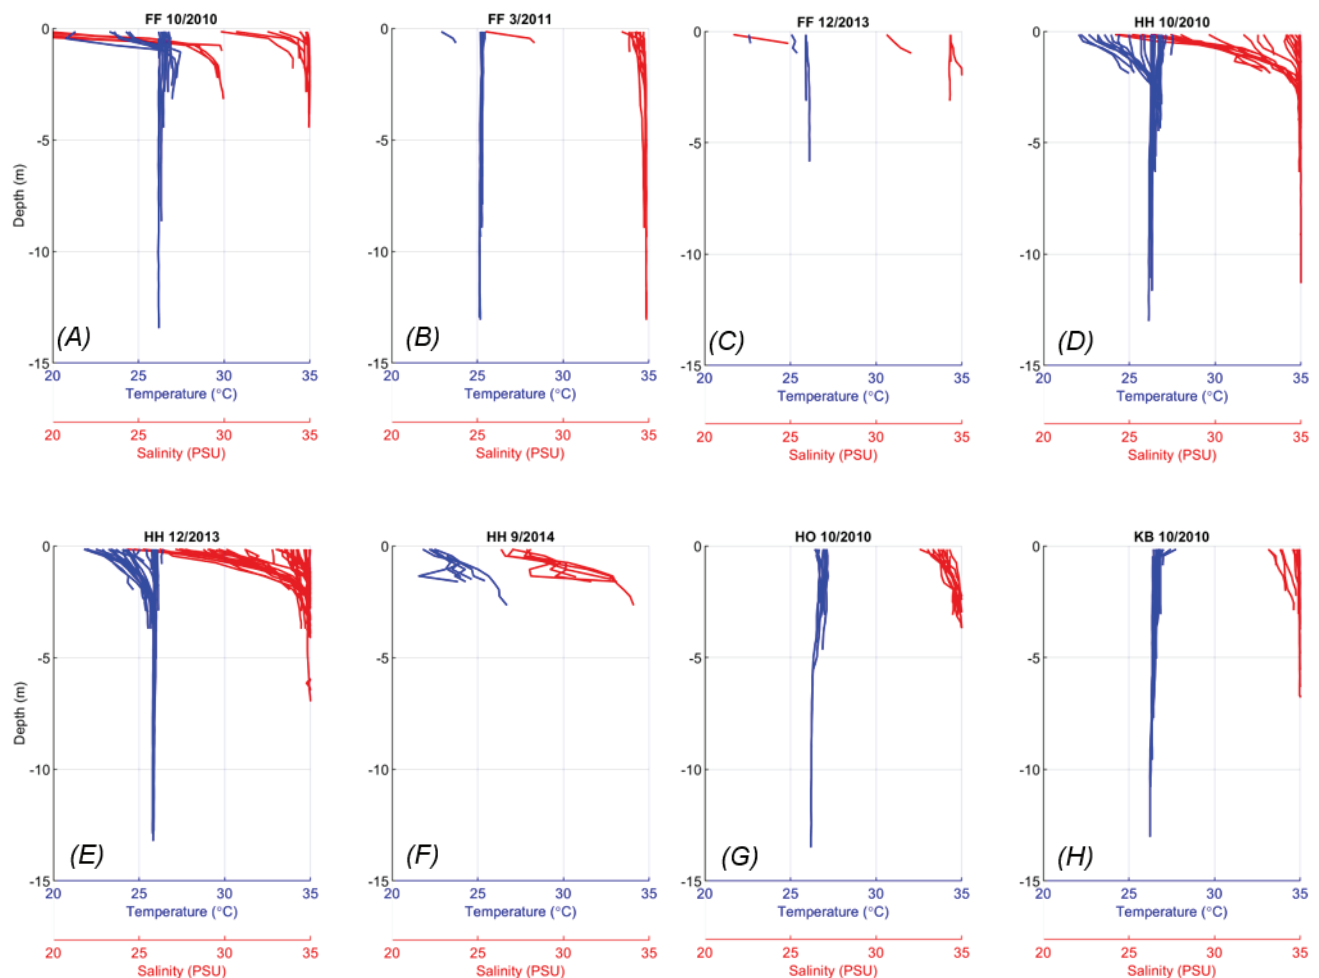 FF 10/2010
FF 3/2011
FF 12/2013
HH 10/2010
0 0 0 0
-5 -5 -5 -5
Depth (m)
-10 -10 -10 -10
(A) (B) (C) (D)
-15 -15 -15 -15
20 25 30 35 20 25 30 35 20 25 30 35 20 25 30 35
Temperature (°C) Temperature (°C) Temperature (°C) Temperature (°C)
20 25 30 35 20 25 30 35 20 25 30 35 20 25 30 35
Salinity (PSU) Salinity (PSU) Salinity (PSU) Salinity (PSU)
HH 12/2013
HH 9/2014
HO 10/2010
KB 10/2010
0 0 0 0
-5 -5 -5 -5
Depth (m)
-10 -10 -10 -10
(E) (F) (G) (H)
-15 -15 -15 -15
20 25 30 35 20 25 30 35 20 25 30 35 20 25 30 35
Temperature (°C) Temperature (°C) Temperature (°C) Temperature (°C)
20 25 30 35 20 25 30 35 20 25 30 35 20 25 30 35
Salinity (PSU) Salinity (PSU) Salinity (PSU) Salinity (PSU)